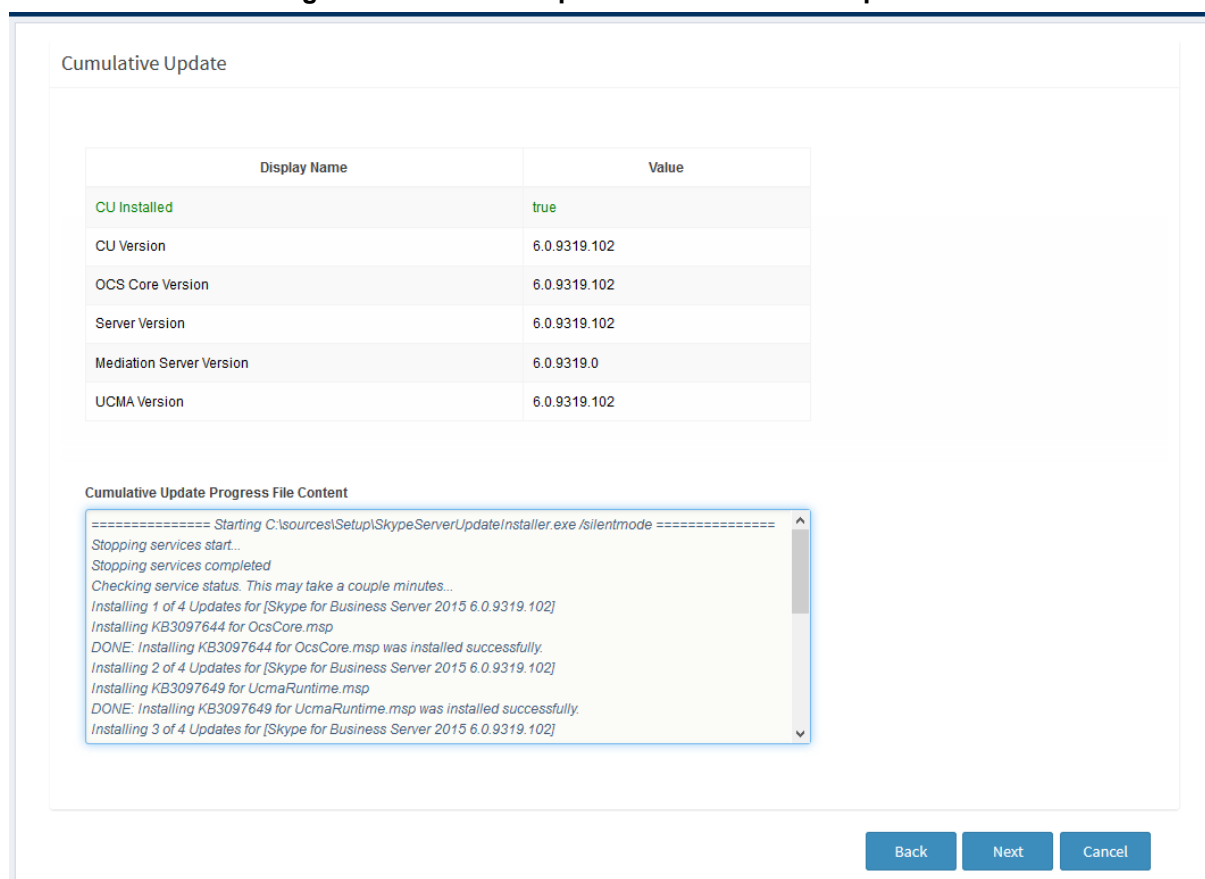 Cumulative Update
Display Name Value
CU Installed true
CU Version 6.0.9319.102
OCS Core Version 6.0.9319.102
Server Version 6.0.9319.102
Mediation Server Version 6.0.9319.0
UCMA Version 6.0.9319.102
Cumulative Update Progress File Content
=============== Starting C:\sources\Setup\SkypeServerUpdateInstaller.exe /silentmode ===============
Stopping services start...
Stopping services completed
Checking service status. This may take a couple minutes...
Installing 1 of 4 Updates for [Skype for Business Server 2015 6.0.9319.102]
Installing KB3097644 for OcsCore.msp
DONE: Installing KB3097644 for OcsCore.msp was installed successfully.
Installing 2 of 4 Updates for [Skype for Business Server 2015 6.0.9319.102]
Installing KB3097649 for UcmaRuntime.msp
DONE: Installing KB3097649 for UcmaRuntime.msp was installed successfully.
Installing 3 of 4 Updates for [Skype for Business Server 2015 6.0.9319.102]
Back Next Cancel